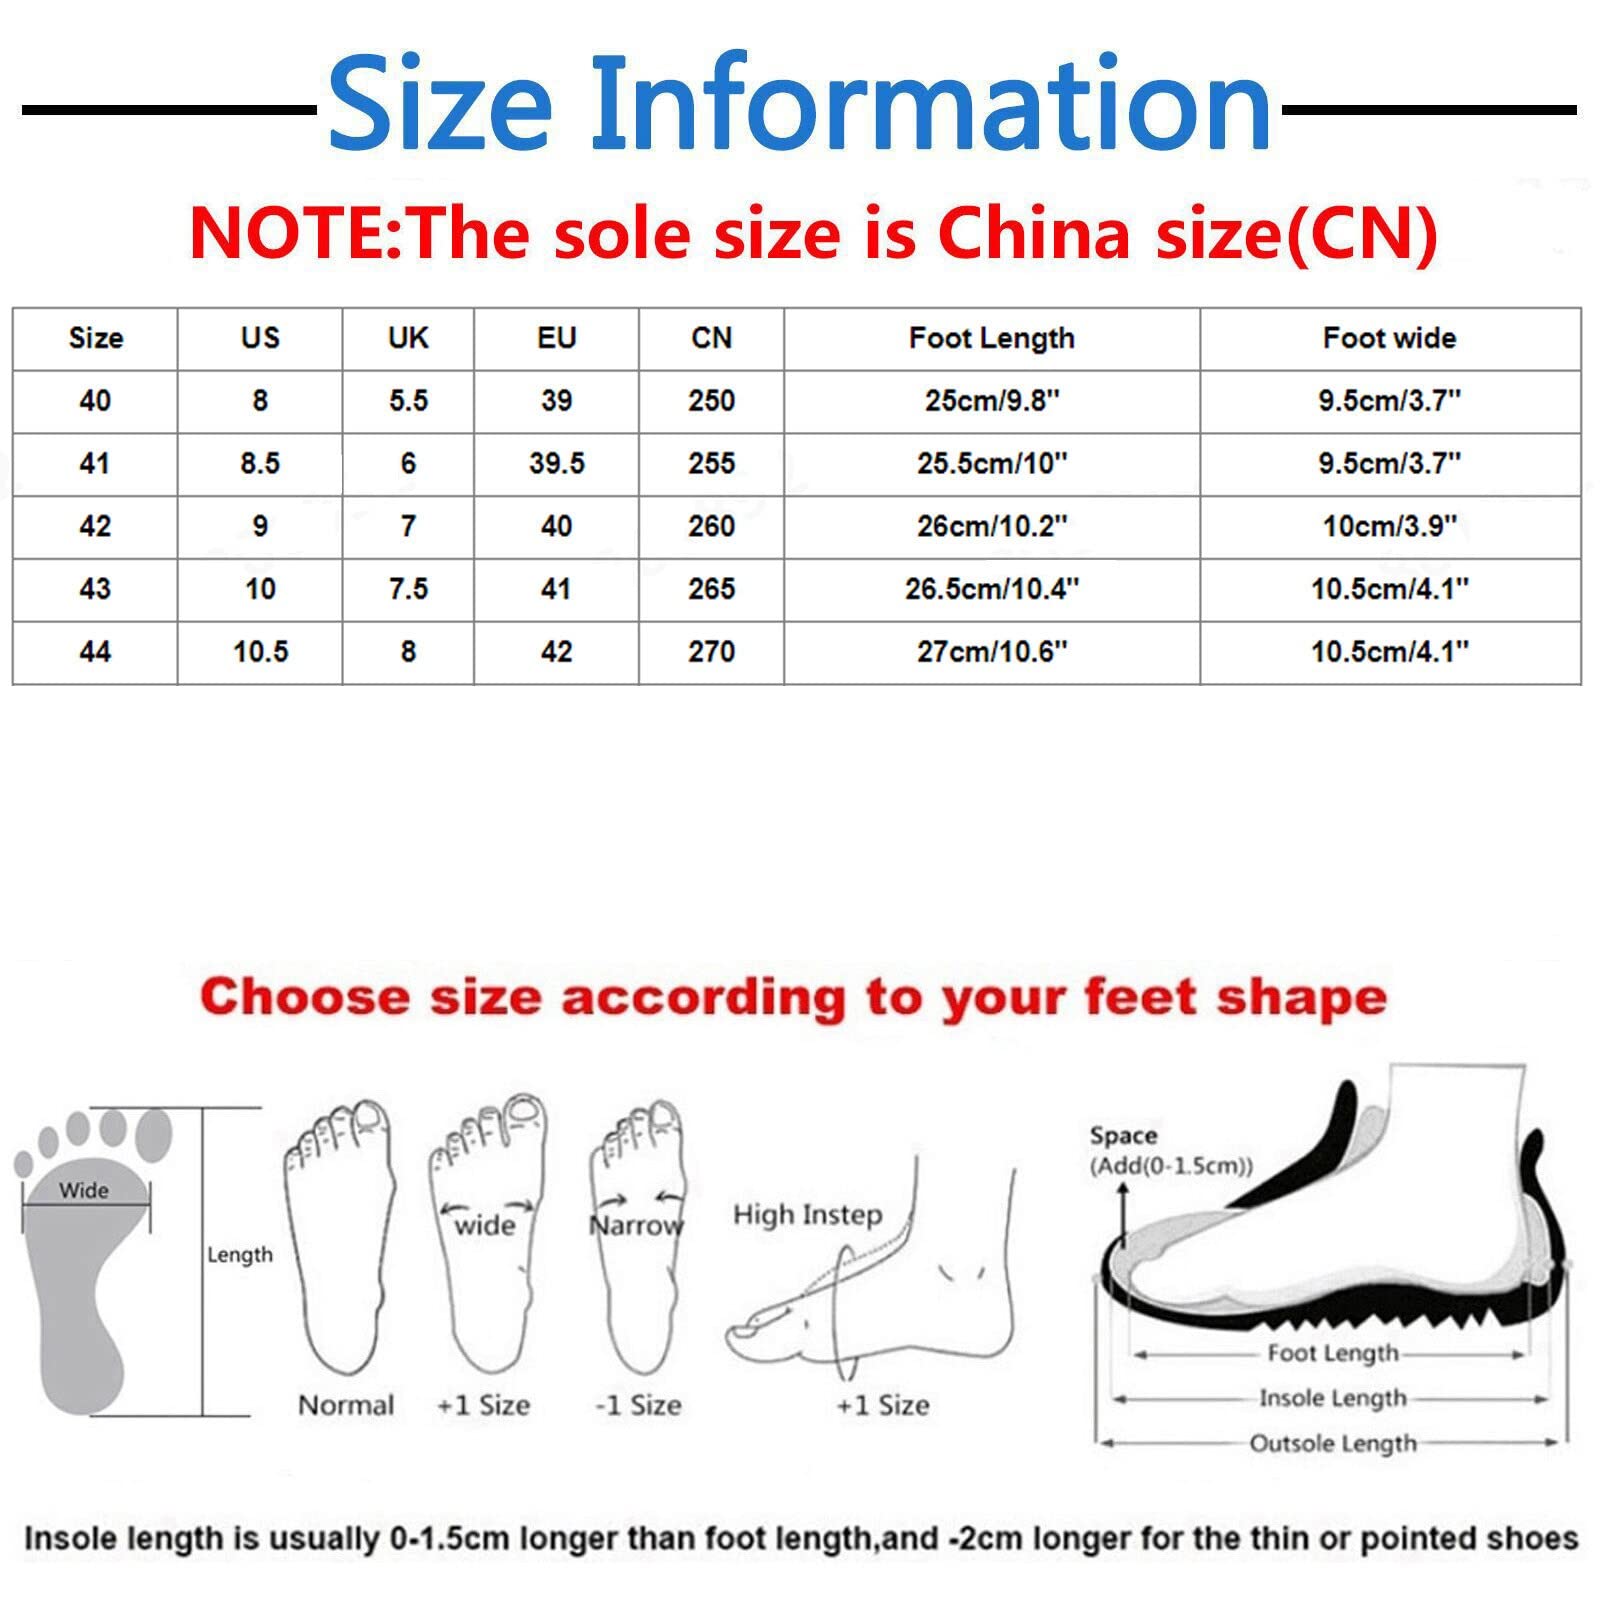 Size Information
NOTE:The sole size is China size(CN)
Size US UK EU CN Foot Length Foot wide
40 8 5.5 39 250 25cm/9.8" 9.5cm/3.7"
41 8.5 6 39.5 255 25.5cm/10" 9.5cm/3.7"
42 9 7 40 260 26cm/10.2" 10cm/3.9"
43 10 7.5 41 265 26.5cm/10.4" 10.5cm/4.1"
44 10.5 8 42 270 27cm/10.6" 10.5cm/4.1"
Choose size according to your feet shape
Wide
Length
Normal
wide
+1 Size
Narrow
-1 Size
High Instep
+1 Size
Space
(Add(0-1.5cm))
Foot Length
Insole Length
Outsole Length
Insole length is usually 0-1.5cm longer than foot length,and -2cm longer for the thin or pointed shoes